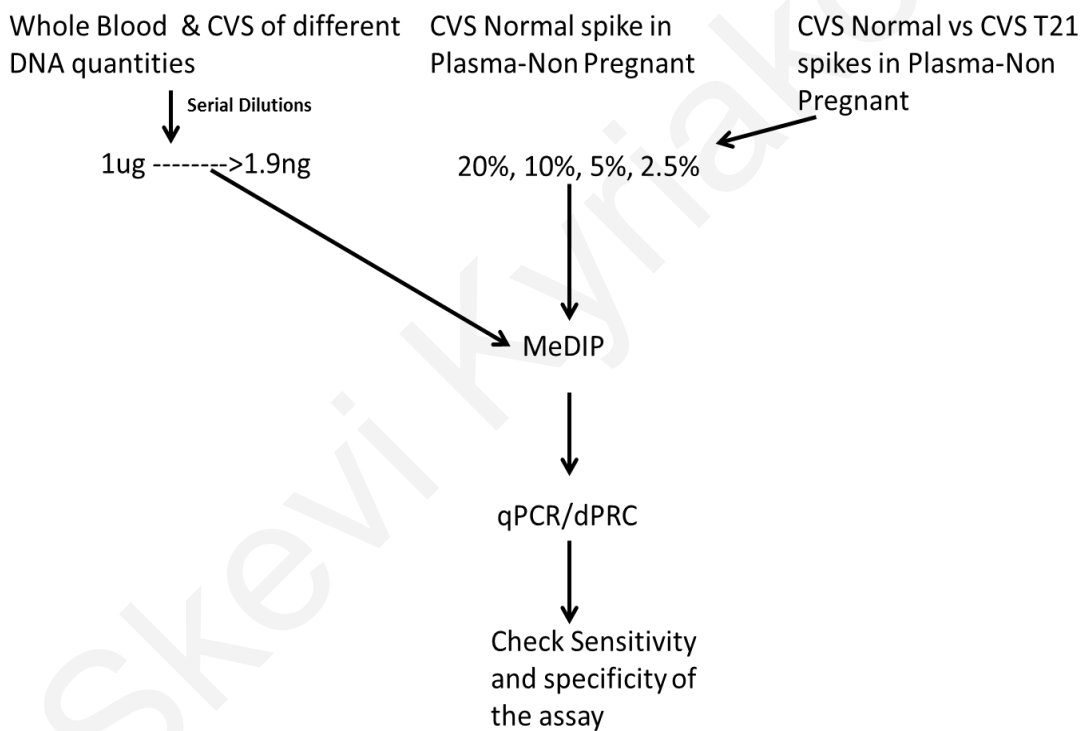 Whole Blood & CVS of different
DNA quantities
Serial Dilutions
1ug -------->1.9ng
CVS Normal spike in
Plasma-Non Pregnant
CVS Normal vs CVS T21
spikes in Plasma-Non
Pregnant
20%, 10%, 5%, 2.5%
MeDIP
qPCR/dPRC
Check Sensitivity
and specificity of
the assay
Skevi Kyriako